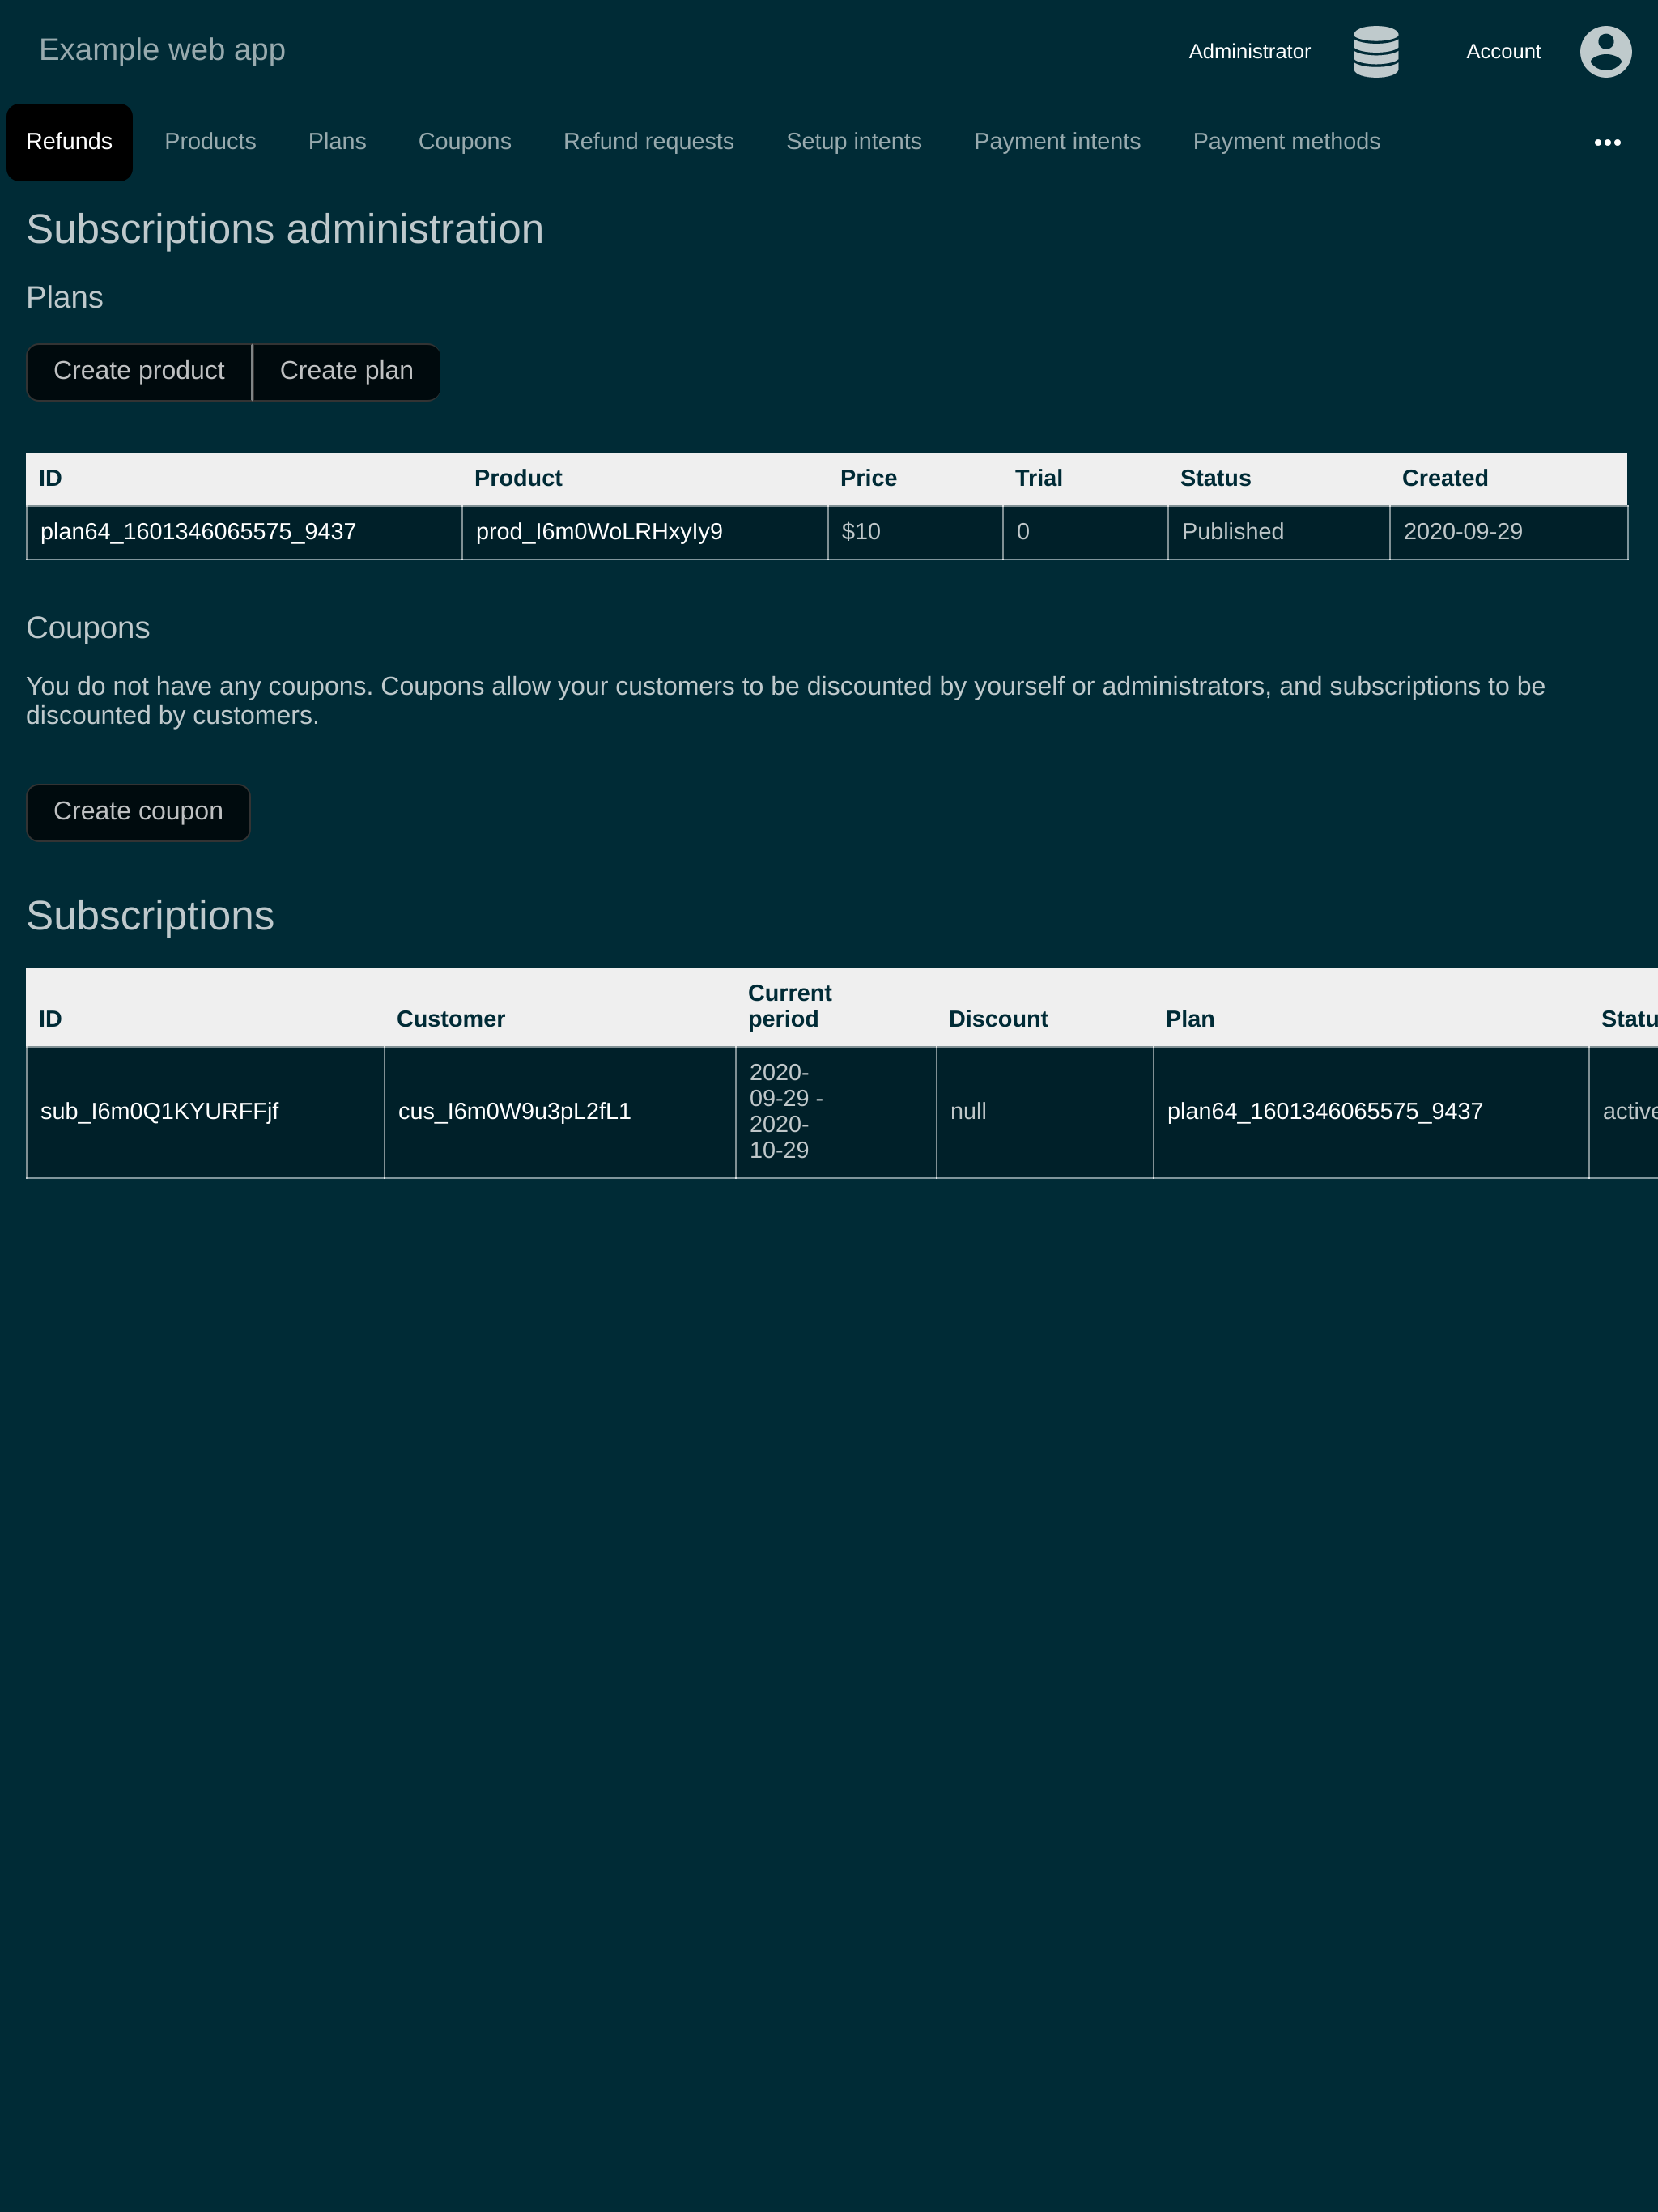 Example web app
Administrator
Account
Refunds Products Plans Coupons Refund requests Setup intents Payment intents Payment methods
Subscriptions administration
Plans
Create product Create plan
ID Product Price Trial Status Created
plan64_1601346065575_9437 prod_I6m0WoLRHxyIy9 $10 0 Published 2020-09-29
Coupons
You do not have any coupons. Coupons allow your customers to be discounted by yourself or administrators, and subscriptions to be
discounted by customers.
Create coupon
Subscriptions
ID Customer Current period Discount Plan Statu
sub_I6m0Q1KYURFFjf cus_I6m0W9u3pL2fL1 2020-09-29 - 2020-10-29 null plan64_1601346065575_9437 active